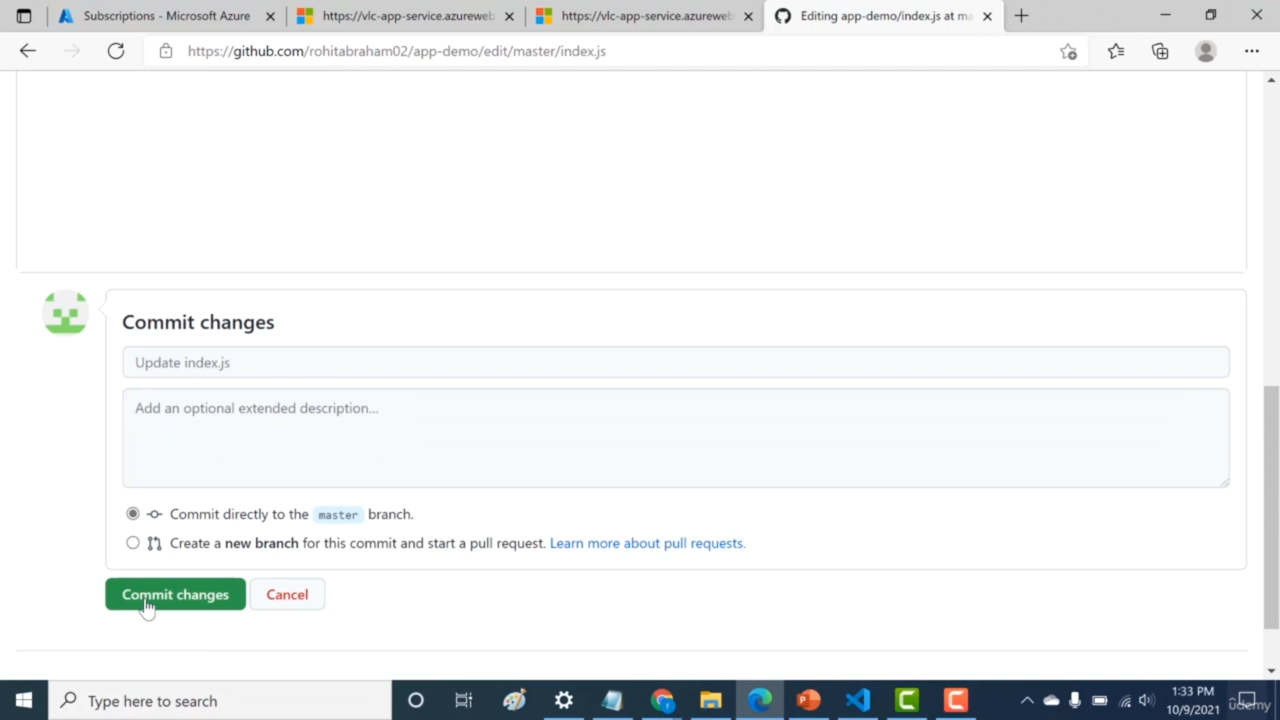 Subscriptions - Microsoft Azure
https://vlc-app-service.azureweb
https://vlc-app-service.azureweb
Editing app-demo/index.js at ma
https://github.com/rohitabraham02/app-demo/edit/master/index.js
Commit changes
Update index.js
Add an optional extended description...
Commit directly to the master branch.
Create a new branch for this commit and start a pull request. Learn more about pull requests.
Commit changes
Cancel
Type here to search
1:33 PM
10/9/2021
udemy